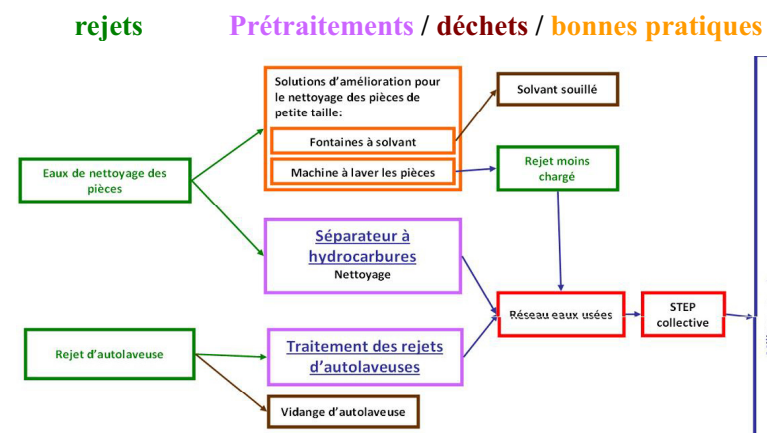 rejets
Prétraitements / déchets / bonnes pratiques
Solutions d'amélioration pour
le nettoyage des pièces de
petite taille:
Fontaines à solvant
Machine à laver les pièces
Solvant souillé
Rejet moins
chargé
Eaux de nettoyage des
pièces
Séparateur à
hydrocarbures
Nettoyage
Réseau eaux usées
STEP
collective
Rejet d'autolaveuse
Traitement des rejets
d'autolaveuses
Vidange d'autolaveuse